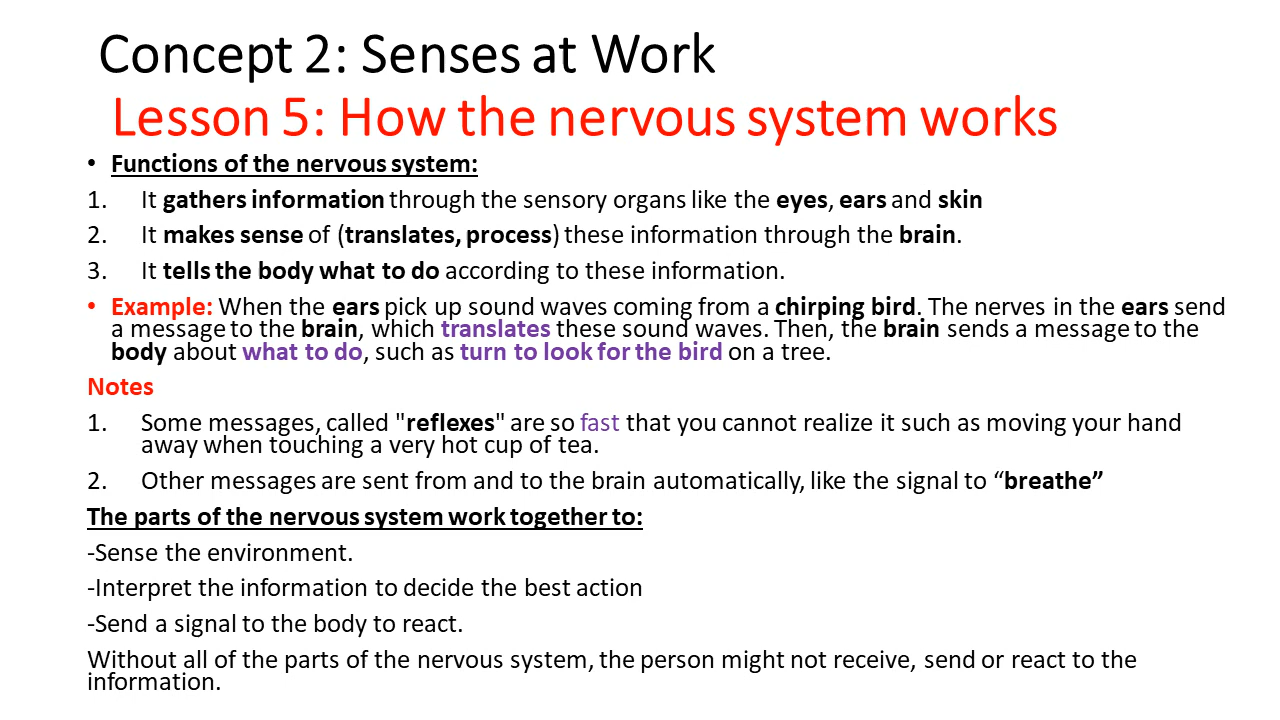 Concept 2: Senses at Work
Lesson 5: How the nervous system works
• Functions of the nervous system:
1. It gathers information through the sensory organs like the eyes, ears and skin
2. It makes sense of (translates, process) these information through the brain.
3. It tells the body what to do according to these information.
• Example: When the ears pick up sound waves coming from a chirping bird. The nerves in the ears send
a message to the brain, which translates these sound waves. Then, the brain sends a message to the
body about what to do, such as turn to look for the bird on a tree.
Notes
1. Some messages, called "reflexes" are so fast that you cannot realize it such as moving your hand
away when touching a very hot cup of tea.
2. Other messages are sent from and to the brain automatically, like the signal to “breathe”
The parts of the nervous system work together to:
-Sense the environment.
-Interpret the information to decide the best action
-Send a signal to the body to react.
Without all of the parts of the nervous system, the person might not receive, send or react to the
information.